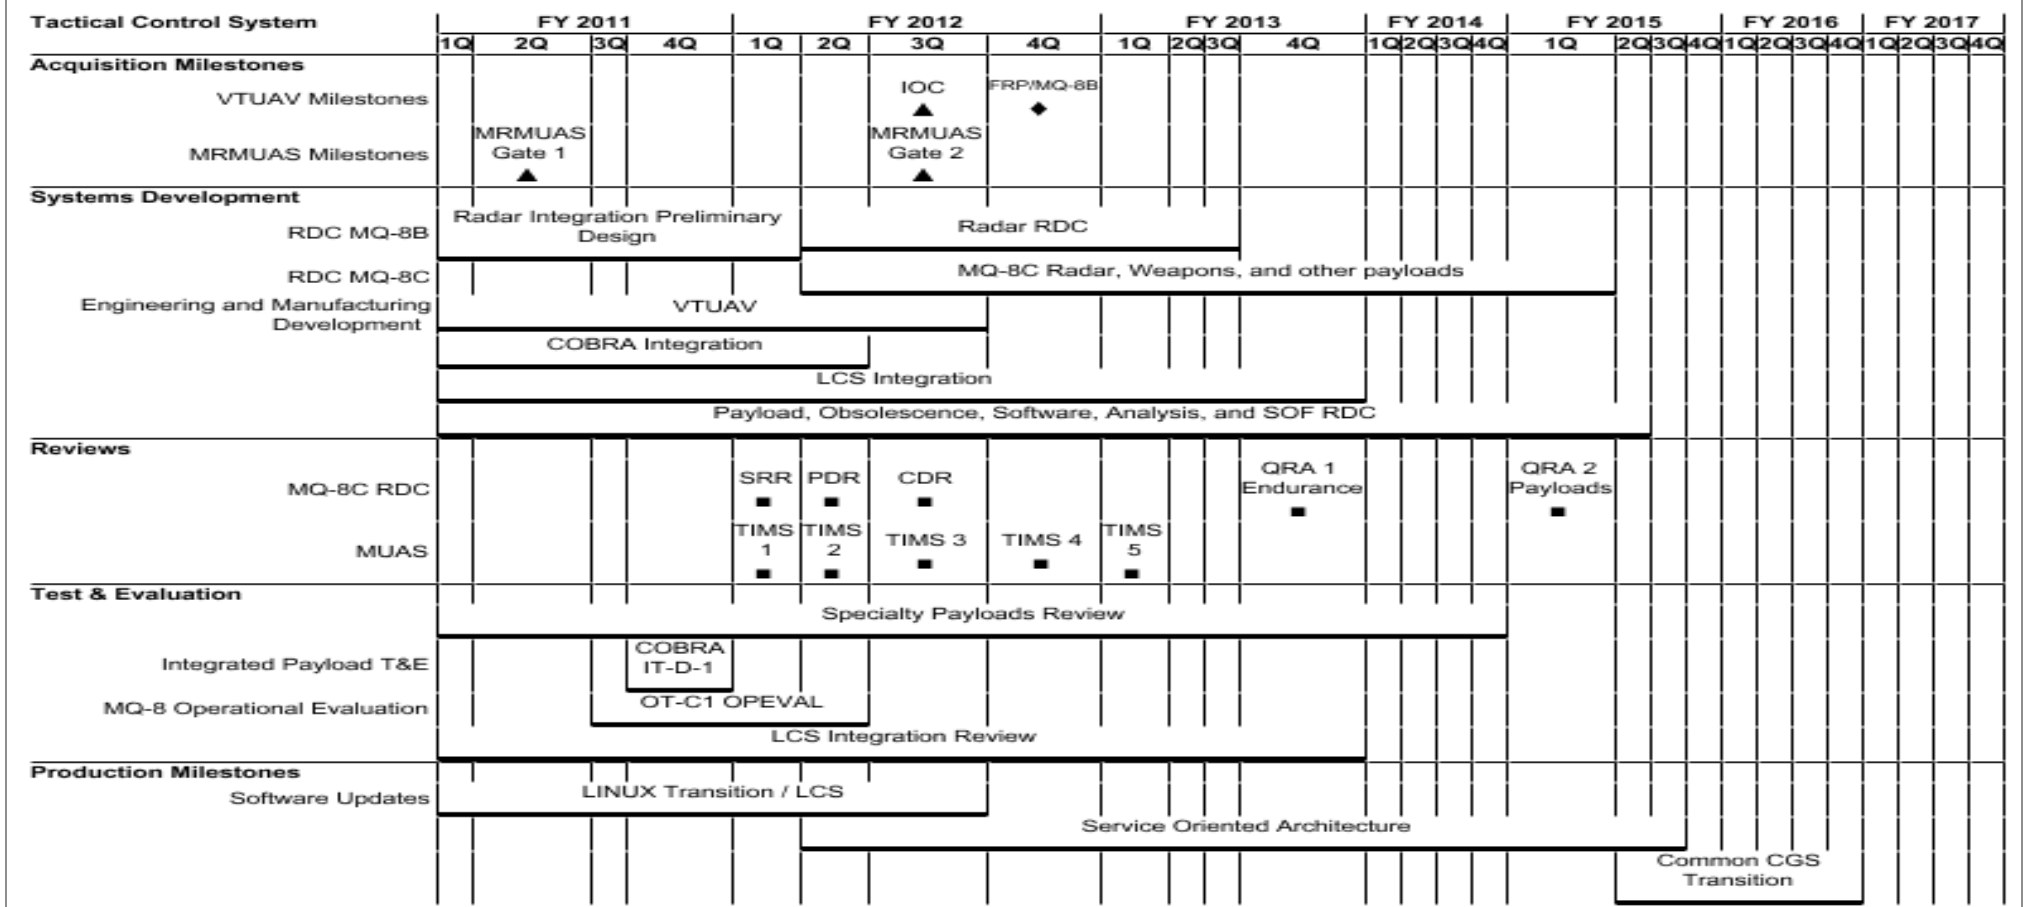 Tactical Control System FY 2011 FY 2012 FY 2013 FY 2014 FY 2015 FY 2016 FY 2017
1Q 2Q 3Q 4Q 1Q 2Q 3Q 4Q 1Q 2Q 3Q 4Q 1Q 2Q 3Q 4Q 1Q 2Q 3Q 4Q 1Q 2Q 3Q 4Q 1Q 2Q 3Q 4Q
Acquisition Milestones
VTUAV Milestones
IOC
FRP/MQ-8B
MRMUAS Milestones
MRMUAS
Gate 1
MRMUAS
Gate 2
Systems Development
RDC MQ-8B
Radar Integration Preliminary
Design
Radar RDC
RDC MQ-8C
MQ-8C Radar, Weapons, and other payloads
Engineering and Manufacturing
Development
VTUAV
COBRA Integration
LCS Integration
Payload, Obsolescence, Software, Analysis, and SOF RDC
Reviews
MQ-8C RDC
SRR
PDR
CDR
QRA 1
Endurance
QRA 2
Payloads
MUAS
TIMS
1
TIMS
2
TIMS 3
TIMS 4
TIMS
5
Test & Evaluation
Specialty Payloads Review
Integrated Payload T&E
COBRA
IT-D-1
MQ-8 Operational Evaluation
OT-C1 OPEVAL
LCS Integration Review
Production Milestones
Software Updates
LINUX Transition / LCS
Service Oriented Architecture
Common CGS
Transition